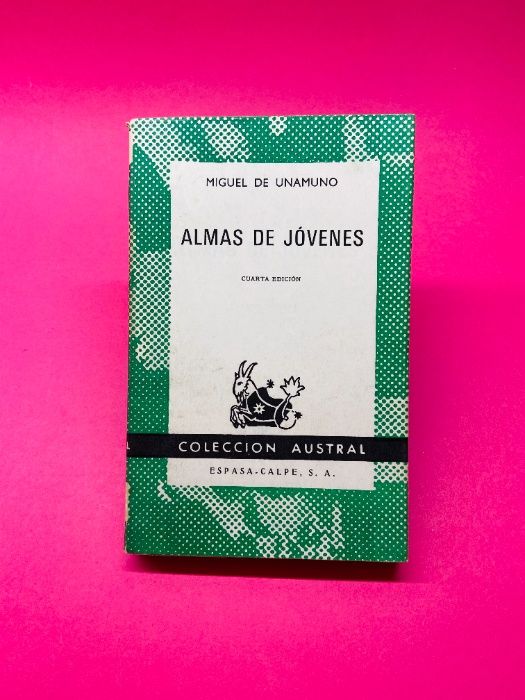 MIGUEL DE UNAMUNO
ALMAS DE JÓVENES
CUARTA EDICIÓN
COLECCION AUSTRAL
ESPASA-CALPE, S. A.